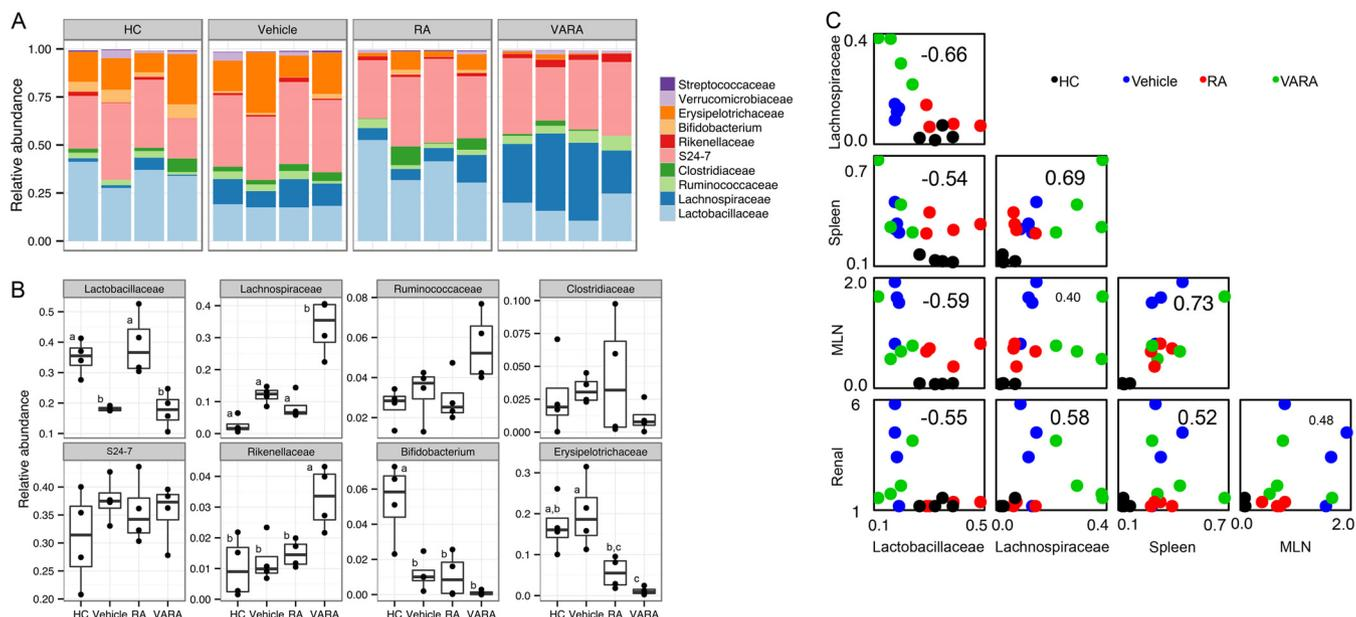 A
HC Vehicle RA VARA
Relative abundance
1.00
0.75
0.50
0.25
0.00
Streptococcaceae
Verrucomicrobiaceae
Erysipelotrichaceae
Bifidobacterium
Rikenellaceae
S24-7
Clostridiaceae
Ruminococcaceae
Lachnospiraceae
Lactobacillaceae
B
Relative abundance
Lactobacillaceae
0.5
0.4
0.3
0.2
0.1
a
b
a
b
Lachnospiraceae
0.4
0.3
0.2
0.1
0.0
a
a
a
b
Ruminococcaceae
0.08
0.06
0.04
0.02
Clostridiaceae
0.100
0.075
0.050
0.025
0.000
S24-7
0.40
0.35
0.30
0.25
0.20
HC Vehicle RA VARA
Rikenellaceae
0.04
0.03
0.02
0.01
0.00
b
b
b
a
HC Vehicle RA VARA
Bifidobacterium
0.06
0.04
0.02
0.00
a
b
b
b
HC Vehicle RA VARA
Erysipelotrichaceae
0.3
0.2
0.1
0.0
a,b
a
b,c
c
HC Vehicle RA VARA
C
HC Vehicle RA VARA
Lachnospiraceae
0.4
0.0
-0.66
Spleen
0.7
0.1
-0.54
0.69
MLN
2.0
0.0
-0.59
0.40
0.73
Renal
6
1
-0.55
0.58
0.52
0.48
0.1 0.5 0.0 0.4 0.1 0.7 0.0 2.0
Lactobacillaceae Lachnospiraceae Spleen MLN